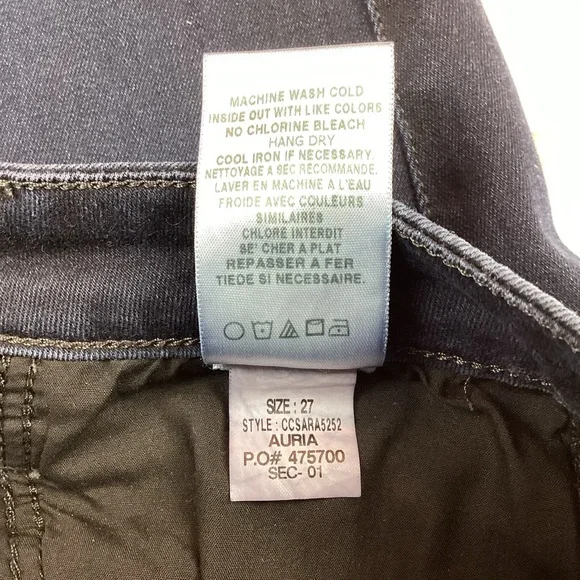 MACHINE WASH COLD
INSIDE OUT WITH LIKE COLORS
NO CHLORINE BLEACH
HANG DRY
COOL IRON IF NECESSARY.
NETTOYAGE A SEC RECOMMANDE.
LAVER EN MACHINE A L'EAU
FROIDE AVEC COULEURS
SIMILAIRES
CHLORE INTERDIT
SE' CHER A PLAT
REPASSER A FER
TIEDE SI NECESSAIRE.
SIZE : 27
STYLE : CCSARA5252
AURIA
P.O# 475700
SEC- 01